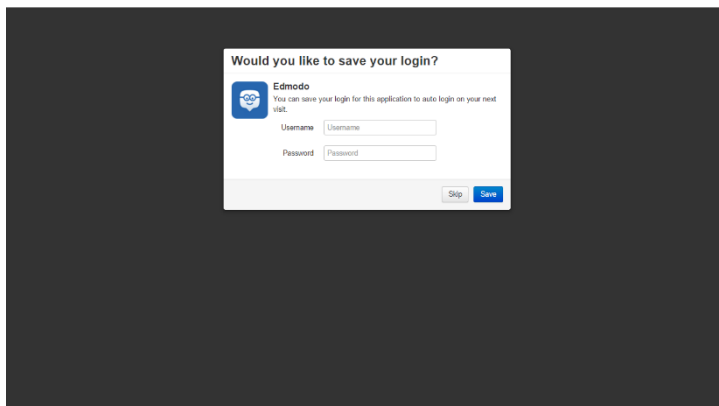 Would you like to save your login?
Edmodo
You can save your login for this application to auto login on your next
visit.
Username Username
Password Password
Skip Save